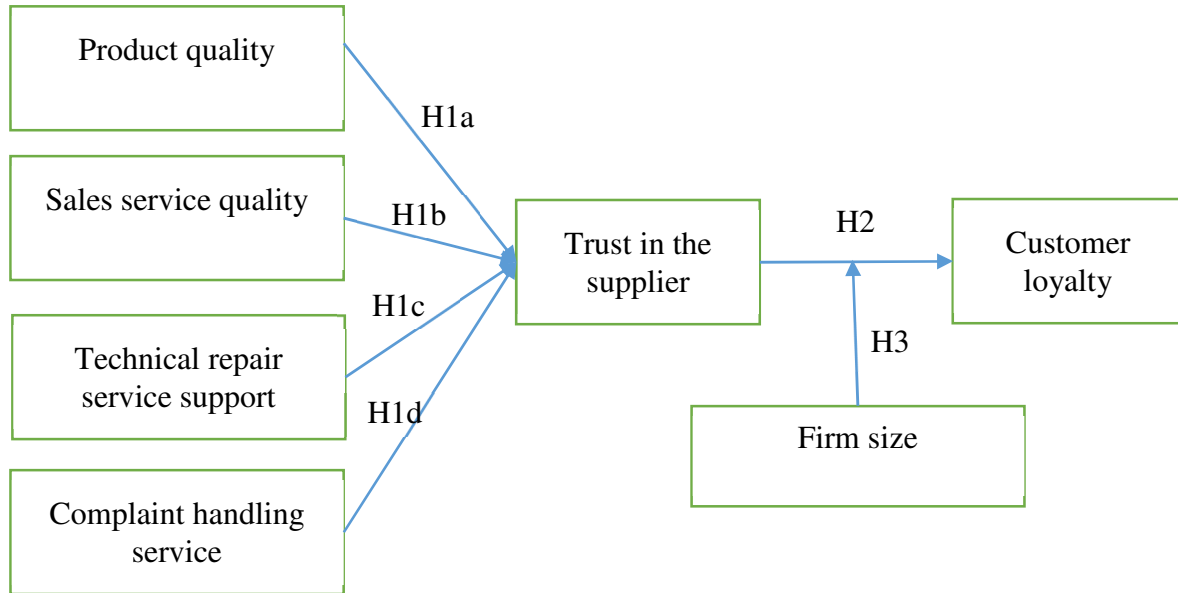 Product quality
H1a
Sales service quality
H1b
Trust in the
supplier
H2
Customer
loyalty
H1c
Technical repair
service support
H3
H1d
Firm size
Complaint handling
service